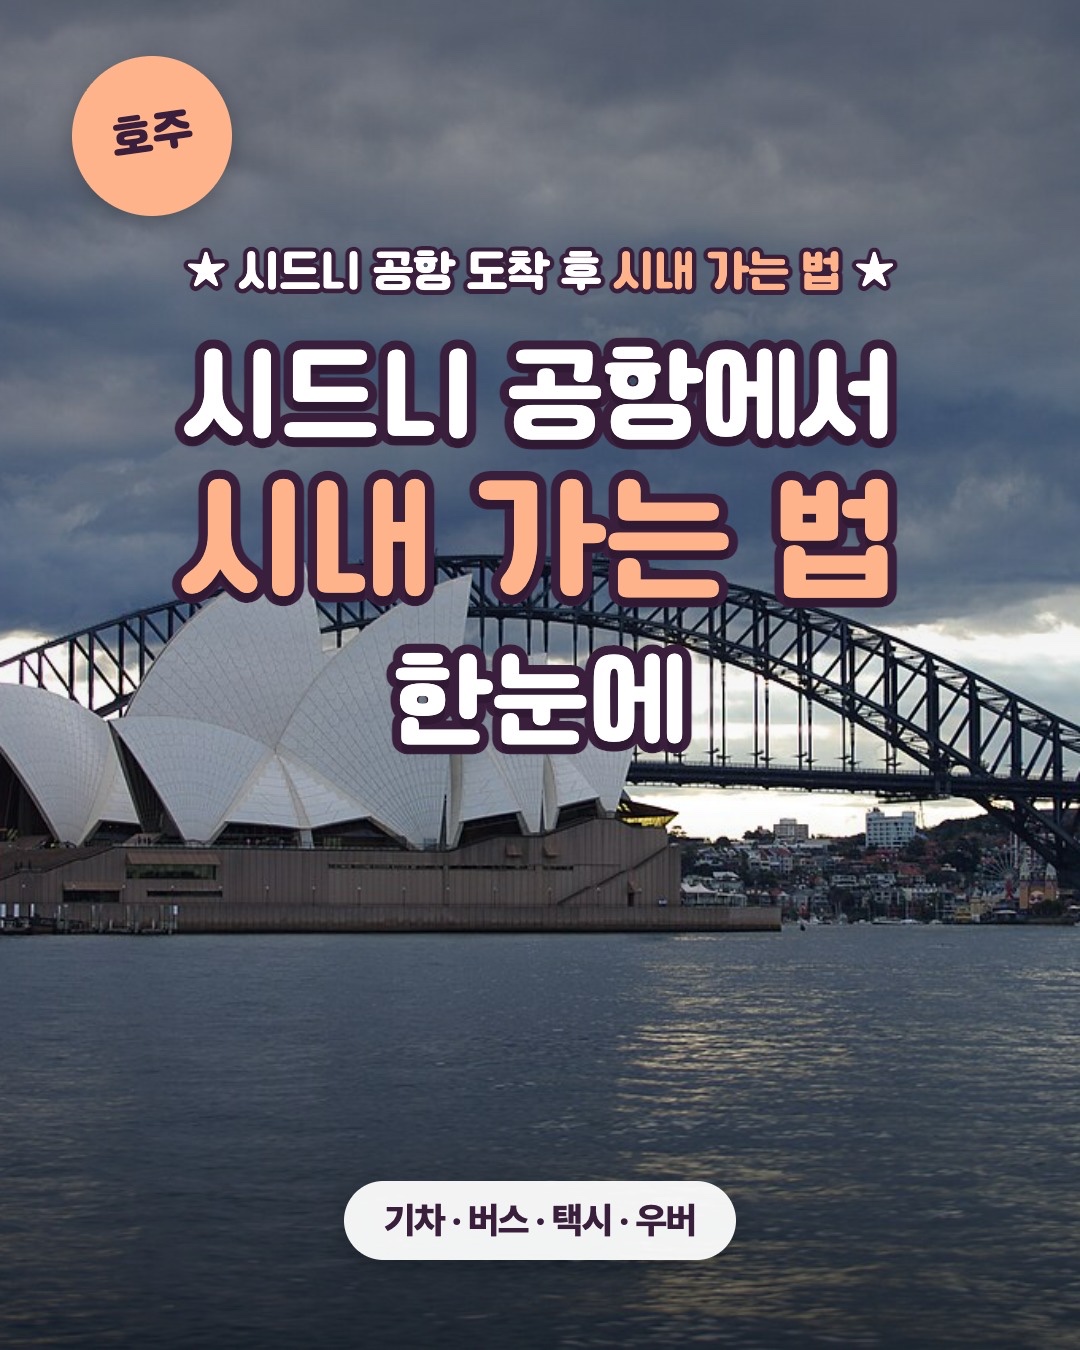 호주
★ 시드니 공항 도착 후 시내 가는 법 ★
시드니 공항에서
시내 가는 법
한눈에
기차 · 버스 · 택시 · 우버